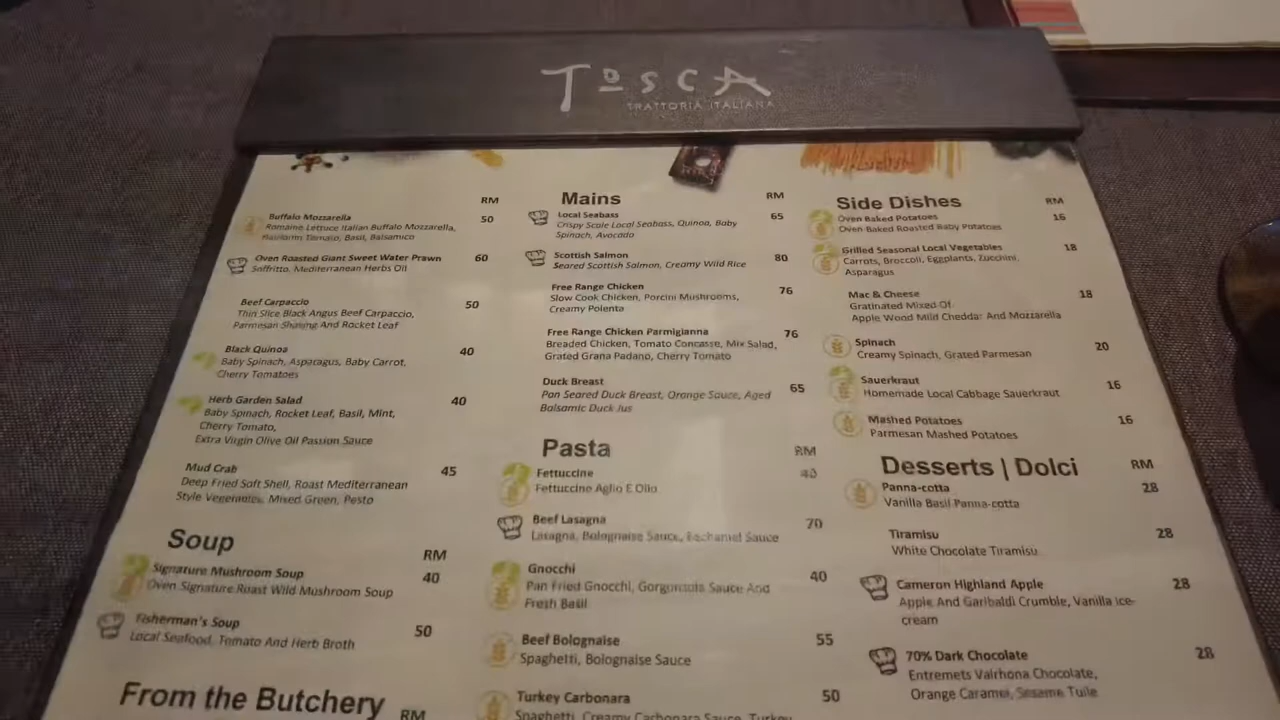 TOSCA
TRATTORIA ITALIANA
RM
Buffalo Mozzarella 50
Romaine Lettuce Italian Buffalo Mozzarella,
Tomato, Basil, Balsamico
Oven Roasted Giant Sweet Water Prawn 60
Soffritto, Mediterranean Herbs Oil
Beef Carpaccio 50
Thin Slice Black Angus Beef Carpaccio,
Parmesan Shaving And Rocket Leaf
Black Quinoa 40
Baby Spinach, Asparagus, Baby Carrot,
Cherry Tomatoes
Herb Garden Salad 40
Baby Spinach, Rocket Leaf, Basil, Mint,
Cherry Tomato,
Extra Virgin Olive Oil Passion Sauce
Mud Crab 45
Deep Fried Soft Shell, Roast Mediterranean
Style Mixed Green, Pesto
Soup
RM
Signature Mushroom Soup 40
Oven Signature Roast Wild Mushroom Soup
Fisherman's Soup 50
Local Seafood, Tomato And Herb Broth
From the Butchery RM
Mains RM
Local Seabass 65
Crispy Scale Local Seabass, Quinoa, Baby
Spinach, Avocado
Scottish Salmon 80
Seared Scottish Salmon, Creamy Wild Rice
Free Range Chicken 76
Slow Cook Chicken, Porcini Mushrooms,
Creamy Polenta
Free Range Chicken Parmigianna 76
Breaded Chicken, Tomato Concasse, Mix Salad,
Grated Grana Padano, Cherry Tomato
Duck Breast 65
Pan Seared Duck Breast, Orange Sauce, Aged
Balsamic Duck Jus
Pasta RM
Fettuccine 40
Fettuccine Aglio E Olio
Beef Lasagna 70
Lasagna, Bolognaise Sauce, Bechamel Sauce
Gnocchi 40
Pan Fried Gnocchi, Gorgonzola Sauce And
Fresh Basil
Beef Bolognaise 55
Spaghetti, Bolognaise Sauce
Turkey Carbonara 50
Spaghetti, Creamy Carbonara Sauce, Turkey
Side Dishes RM
Oven Baked Potatoes 16
Oven Baked Roasted Baby Potatoes
Grilled Seasonal Local Vegetables 18
Carrots, Broccoli, Eggplants, Zucchini,
Asparagus
Mac & Cheese 18
Gratinated Mixed Of
Apple Wood Mild Cheddar And Mozzarella
Spinach 20
Creamy Spinach, Grated Parmesan
Sauerkraut 16
Homemade Local Cabbage Sauerkraut
Mashed Potatoes 16
Parmesan Mashed Potatoes
Desserts | Dolci RM
Panna-cotta 28
Vanilla Basil Panna-cotta
Tiramisu 28
White Chocolate Tiramisu
Cameron Highland Apple 28
Apple And Garibaldi Crumble, Vanilla ice-
cream
70% Dark Chocolate 28
Entremets Valrhona Chocolate,
Orange Caramel, Sesame Tuile